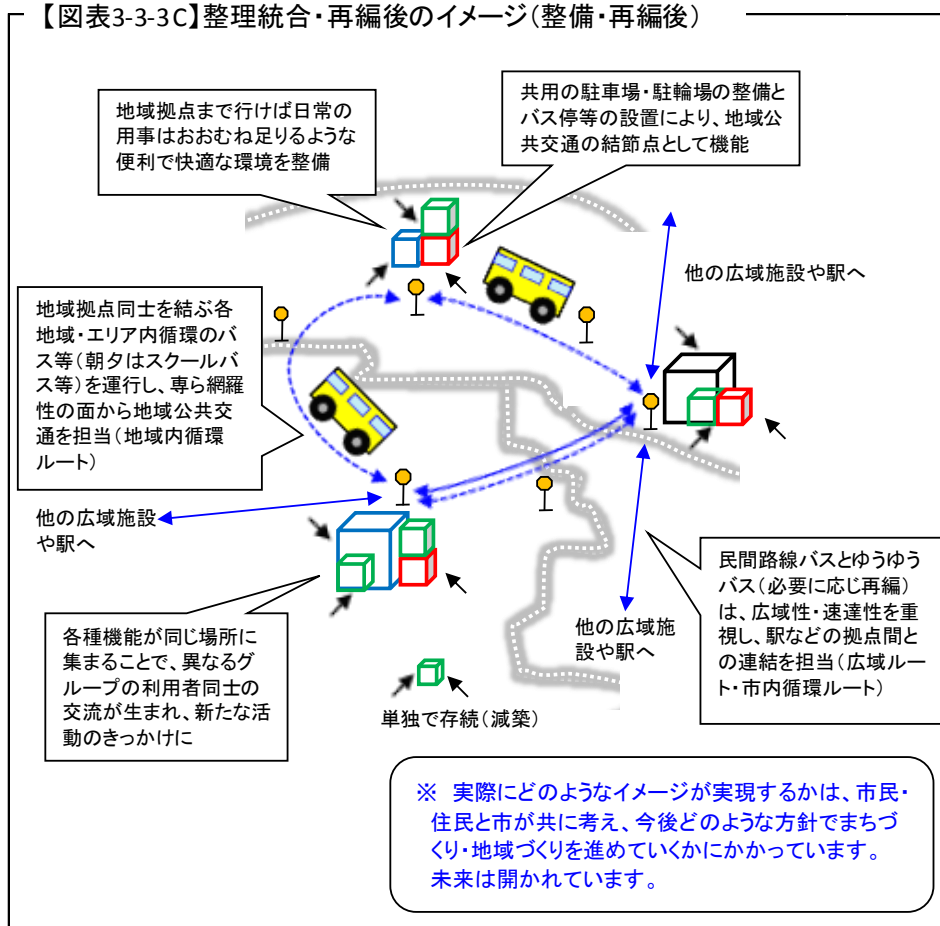 【図表3-3-3C】整理統合・再編後のイメージ(整備・再編後)
地域拠点まで行けば日常の
用事はおおむね足りるような
便利で快適な環境を整備
共用の駐車場・駐輪場の整備と
バス停等の設置により、地域公
共交通の結節点として機能
他の広域施設や駅へ
地域拠点同士を結ぶ各
地域・エリア内循環のバ
ス等(朝夕はスクールバ
ス等)を運行し、専ら網羅
性の面から地域公共交
通を担当(地域内循環
ルート)
他の広域施設
や駅へ
各種機能が同じ場所に
集まることで、異なるグ
ループの利用者同士の
交流が生まれ、新たな活
動のきっかけに
単独で存続(減築)
他の広域施
設や駅へ
民間路線バスとゆうゆう
バス(必要に応じ再編)
は、広域性・速達性を重
視し、駅などの拠点間と
の連結を担当(広域ルー
ト・市内循環ルート)
※ 実際にどのようなイメージが実現するかは、市民・
住民と市が共に考え、今後どのような方針でまちづ
くり・地域づくりを進めていくかにかかっています。
未来は開かれています。